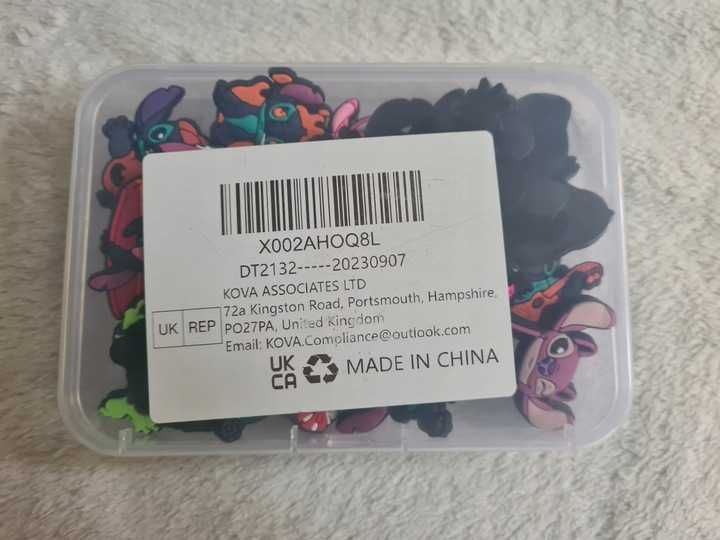 X002AHOQ8L
DT2132-----20230907
KOVA ASSOCIATES LTD
72a Kingston Road, Portsmouth, Hampshire,
PO27PA, United Kingdom
UK REP
Email: KOVA.Compliance@outlook.com
UK
CA
MADE IN CHINA